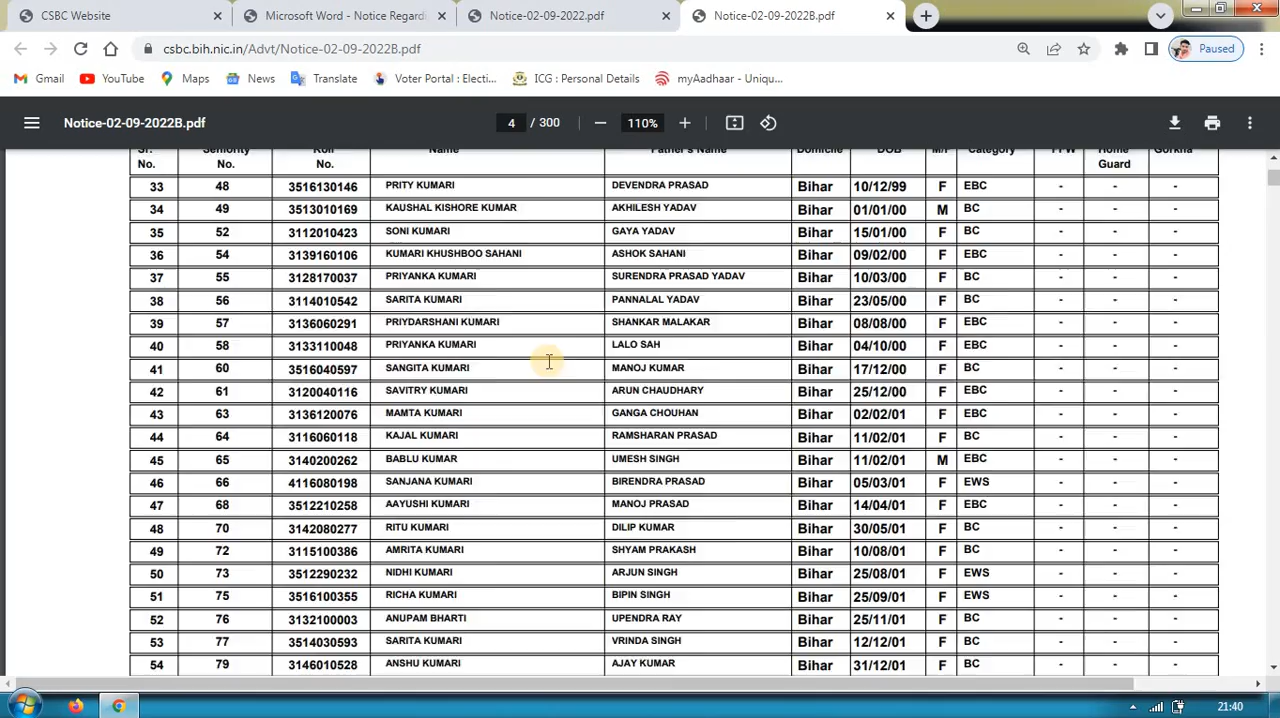 CSBC Website
Microsoft Word - Notice Regardi
Notice-02-09-2022.pdf
Notice-02-09-2022B.pdf
csbc.bih.nic.in/Advt/Notice-02-09-2022B.pdf
Paused
Gmail YouTube Maps News Translate Voter Portal : Electi... ICG : Personal Details myAadhaar - Uniqu...
Notice-02-09-2022B.pdf 4 / 300 110%
Sr. No. Seniority No. Roll No. Name Father's Name Domicile DOB M/F Category FFW Home Guard Gorkha
33 48 3516130146 PRITY KUMARI DEVENDRA PRASAD Bihar 10/12/99 F EBC - - -
34 49 3513010169 KAUSHAL KISHORE KUMAR AKHILESH YADAV Bihar 01/01/00 M BC - - -
35 52 3112010423 SONI KUMARI GAYA YADAV Bihar 15/01/00 F BC - - -
36 54 3139160106 KUMARI KHUSHBOO SAHANI ASHOK SAHANI Bihar 09/02/00 F EBC - - -
37 55 3128170037 PRIYANKA KUMARI SURENDRA PRASAD YADAV Bihar 10/03/00 F BC - - -
38 56 3114010542 SARITA KUMARI PANNALAL YADAV Bihar 23/05/00 F BC - - -
39 57 3136060291 PRIYDARSHANI KUMARI SHANKAR MALAKAR Bihar 08/08/00 F EBC - - -
40 58 3133110048 PRIYANKA KUMARI LALO SAH Bihar 04/10/00 F EBC - - -
41 60 3516040597 SANGITA KUMARI MANOJ KUMAR Bihar 17/12/00 F BC - - -
42 61 3120040116 SAVITRY KUMARI ARUN CHAUDHARY Bihar 25/12/00 F EBC - - -
43 63 3136120076 MAMTA KUMARI GANGA CHOUHAN Bihar 02/02/01 F EBC - - -
44 64 3116060118 KAJAL KUMARI RAMSHARAN PRASAD Bihar 11/02/01 F BC - - -
45 65 3140200262 BABLU KUMAR UMESH SINGH Bihar 11/02/01 M EBC - - -
46 66 4116080198 SANJANA KUMARI BIRENDRA PRASAD Bihar 05/03/01 F EWS - - -
47 68 3512210258 AAYUSHI KUMARI MANOJ PRASAD Bihar 14/04/01 F EBC - - -
48 70 3142080277 RITU KUMARI DILIP KUMAR Bihar 30/05/01 F BC - - -
49 72 3115100386 AMRITA KUMARI SHYAM PRAKASH Bihar 10/08/01 F BC - - -
50 73 3512290232 NIDHI KUMARI ARJUN SINGH Bihar 25/08/01 F EWS - - -
51 75 3516100355 RICHA KUMARI BIPIN SINGH Bihar 25/09/01 F EWS - - -
52 76 3132100003 ANUPAM BHARTI UPENDRA RAY Bihar 25/11/01 F BC - - -
53 77 3514030593 SARITA KUMARI VRINDA SINGH Bihar 12/12/01 F BC - - -
54 79 3146010528 ANSHU KUMARI AJAY KUMAR Bihar 31/12/01 F BC - - -
21:40